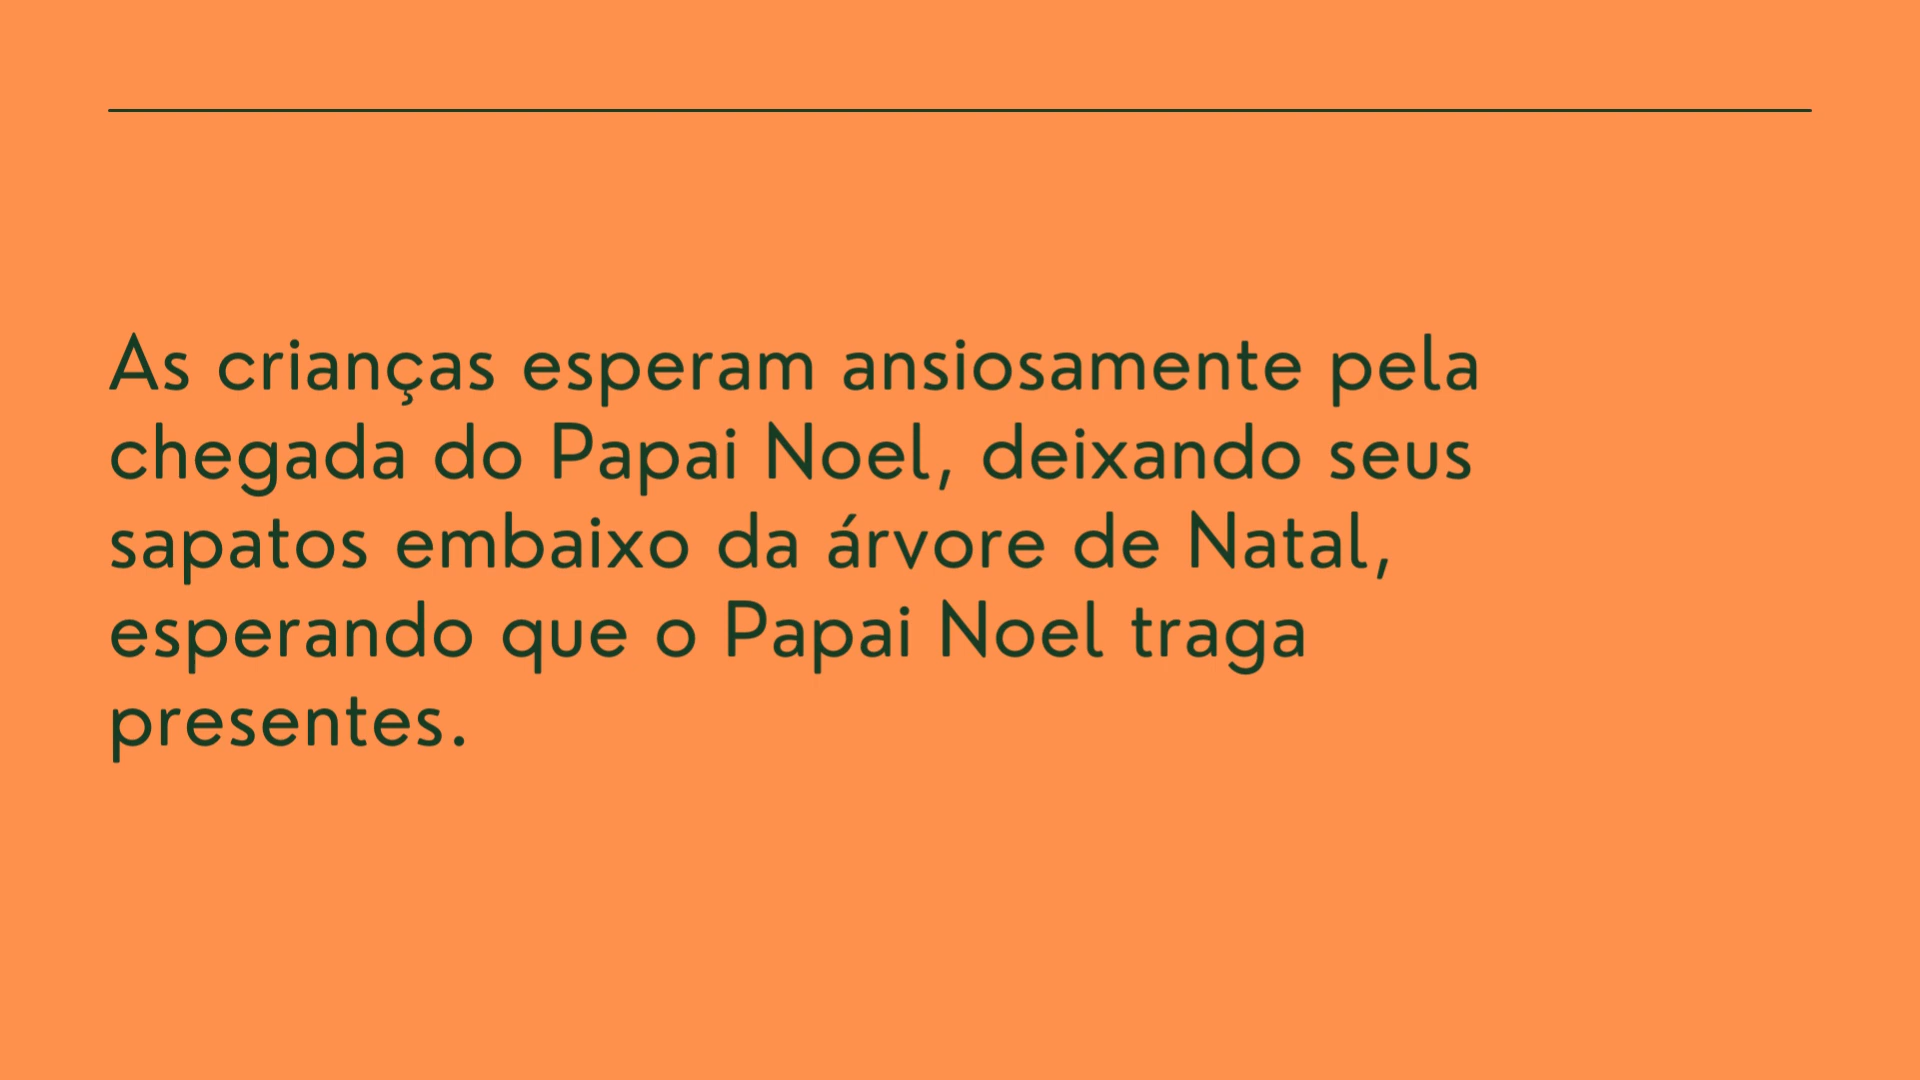 As crianças esperam ansiosamente pela
chegada do Papai Noel, deixando seus
sapatos embaixo da árvore de Natal,
esperando que o Papai Noel traga
presentes.